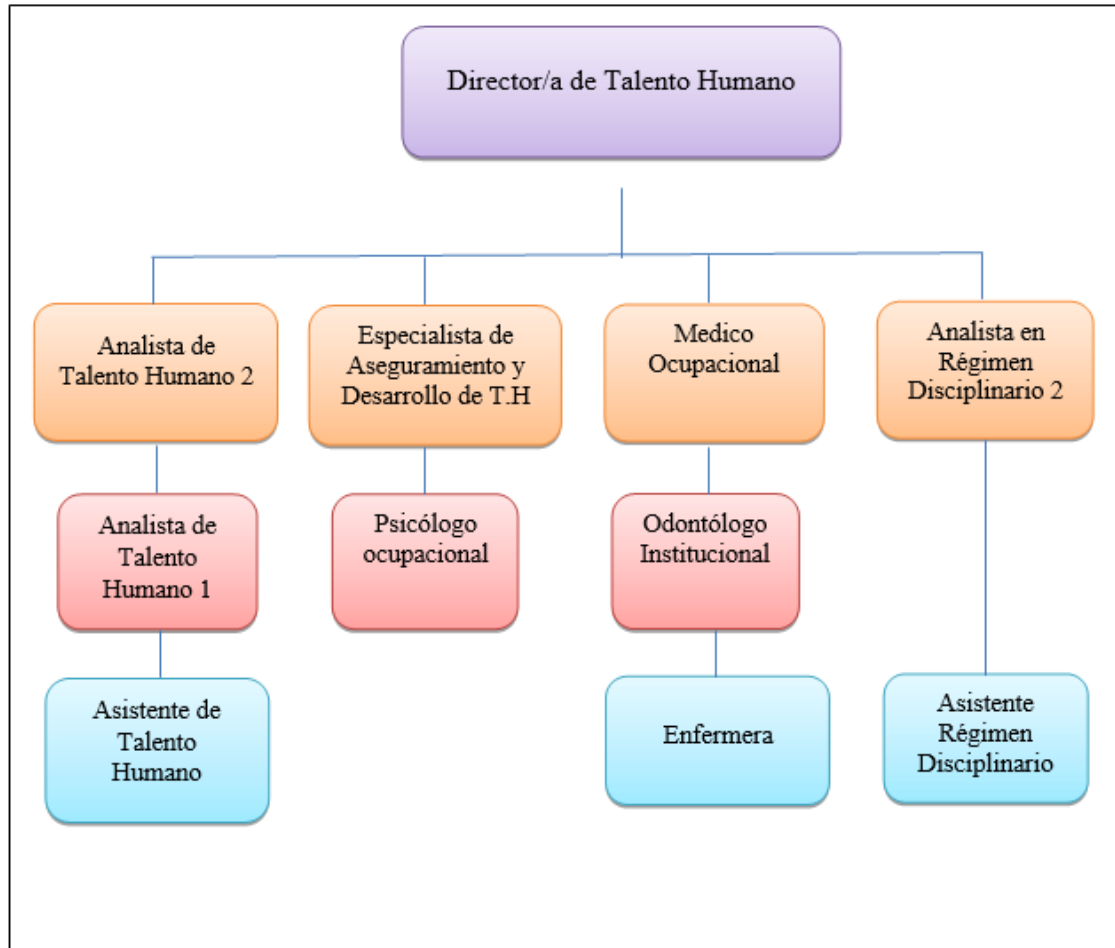 Director/a de Talento Humano
Analista de
Talento Humano 2
Especialista de
Aseguramiento y
Desarrollo de T.H
Medico
Ocupacional
Analista en
Régimen
Disciplinario 2
Analista de
Talento
Humano 1
Psicólogo
ocupacional
Odontólogo
Institucional
Asistente de
Talento
Humano
Enfermera
Asistente
Régimen
Disciplinario